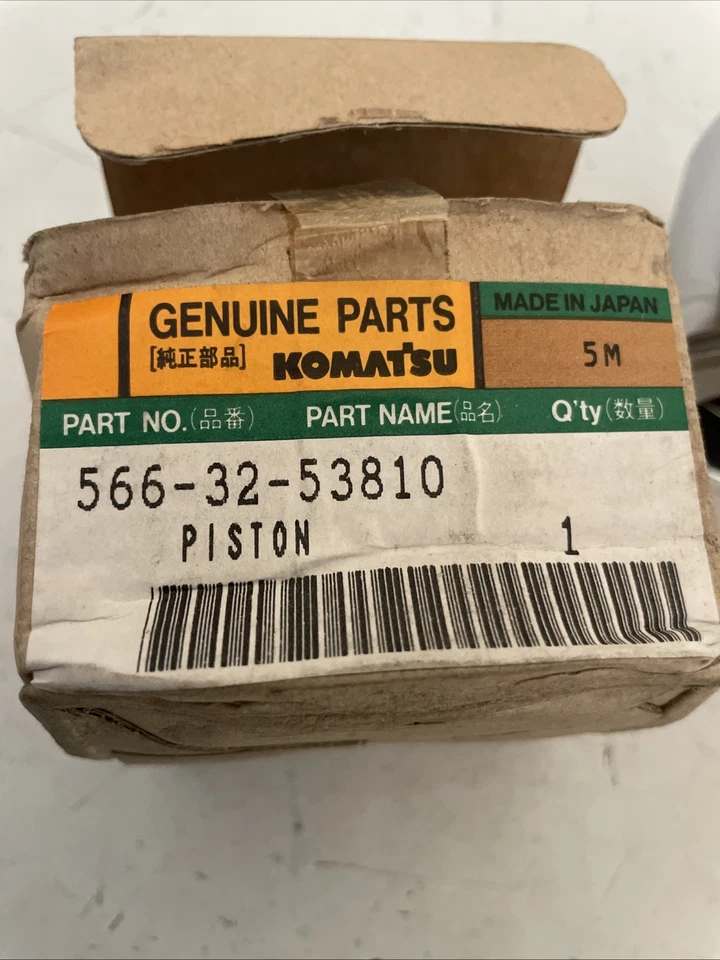 GENUINE PARTS
[純正部品] KOMATSU
MADE IN JAPAN
5M
PART NO.(品番) PART NAME(品名) Q'ty(数量)
566-32-53810
PISTON 1